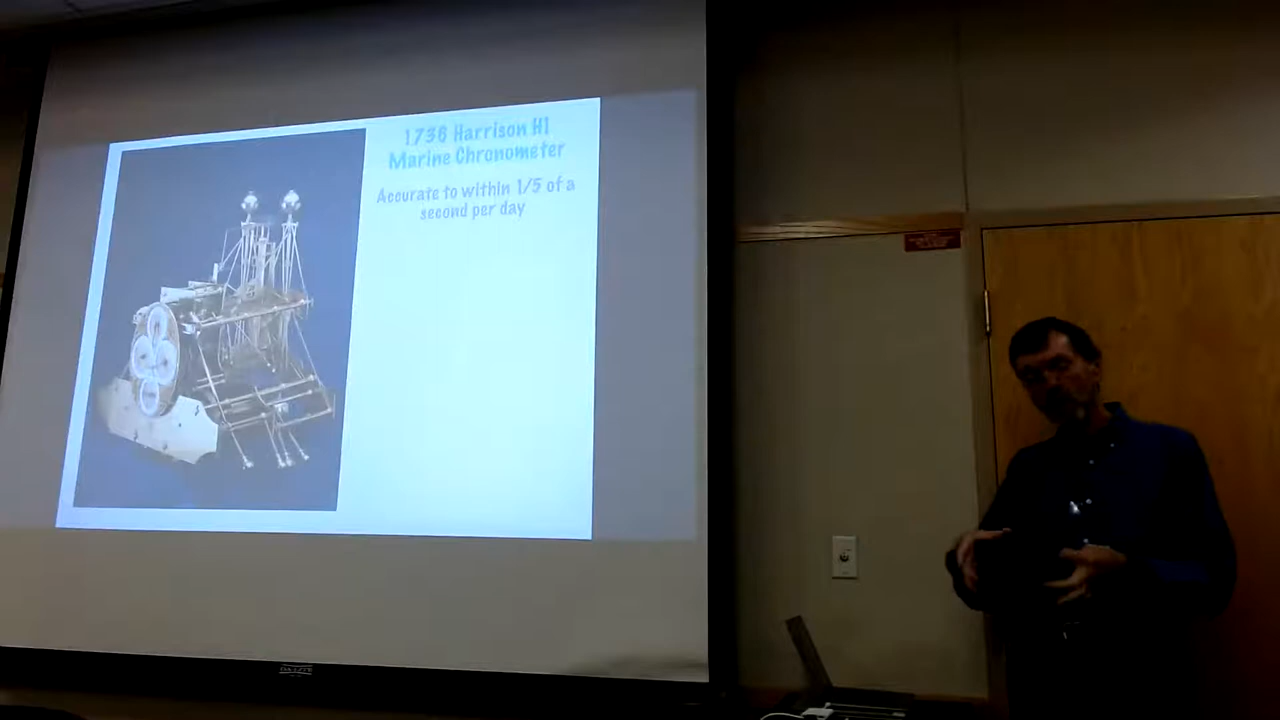 1736 Harrison H1
Marine Chronometer
Accurate to within 1/5 of a
second per day